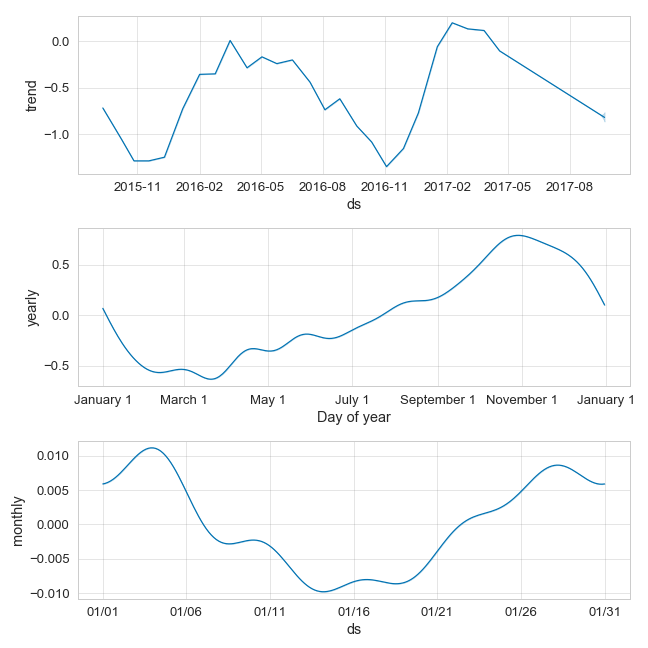 0.0
−0.5
−1.0
trend
2015-11 2016-02 2016-05 2016-08 2016-11 2017-02 2017-05 2017-08
ds
0.5
0.0
−0.5
yearly
January 1 March 1 May 1 July 1 September 1 November 1 January 1
Day of year
0.010
0.005
0.000
−0.005
−0.010
monthly
01/01 01/06 01/11 01/16 01/21 01/26 01/31
ds